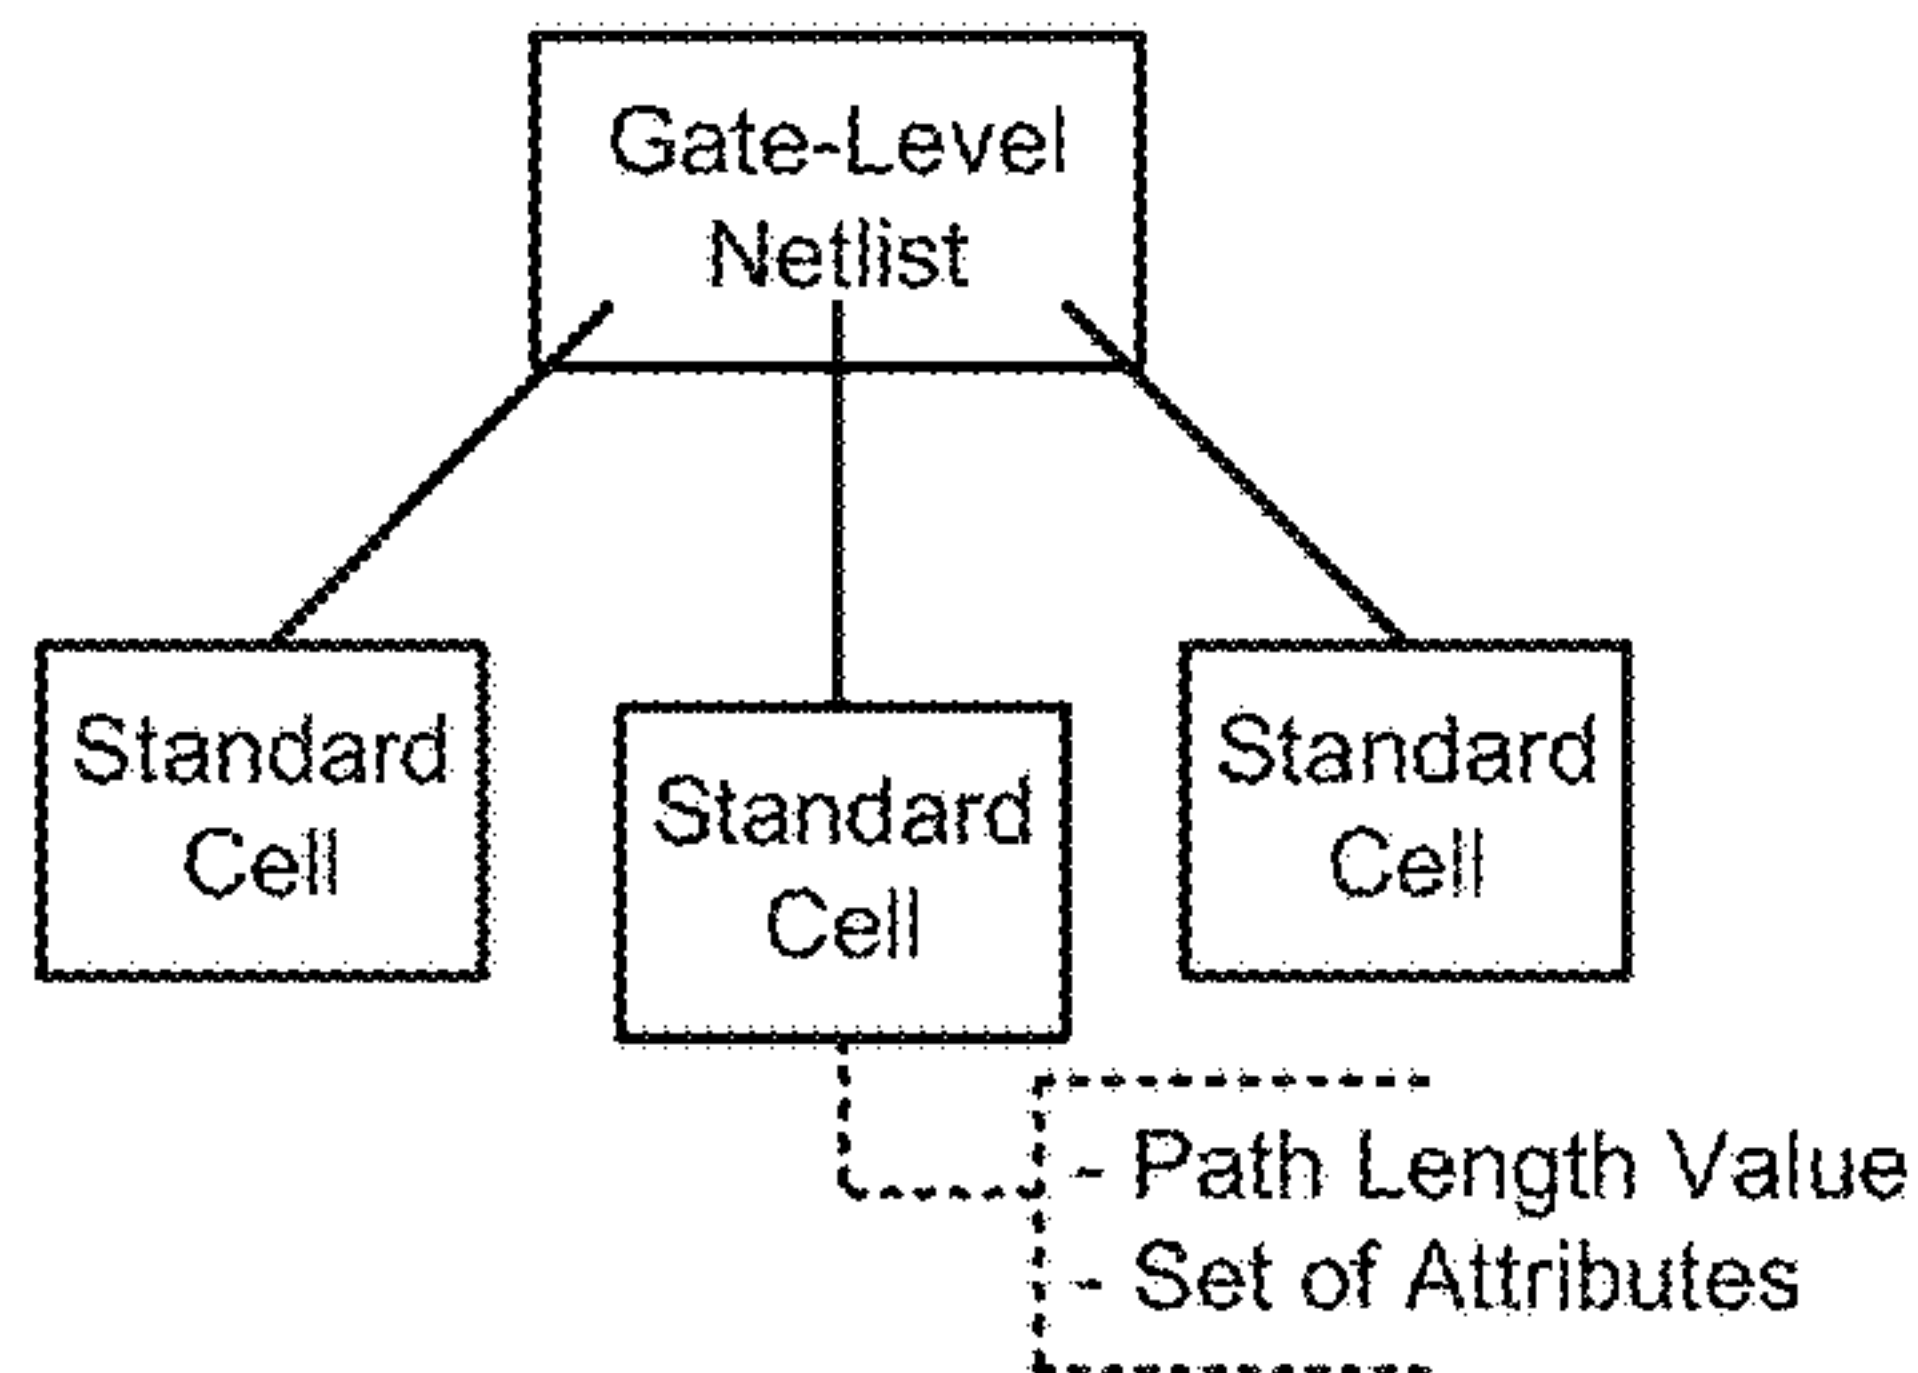 Gate-Level
Netlist
Standard
Cell
Standard
Cell
Standard
Cell
- Path Length Value
- Set of Attributes